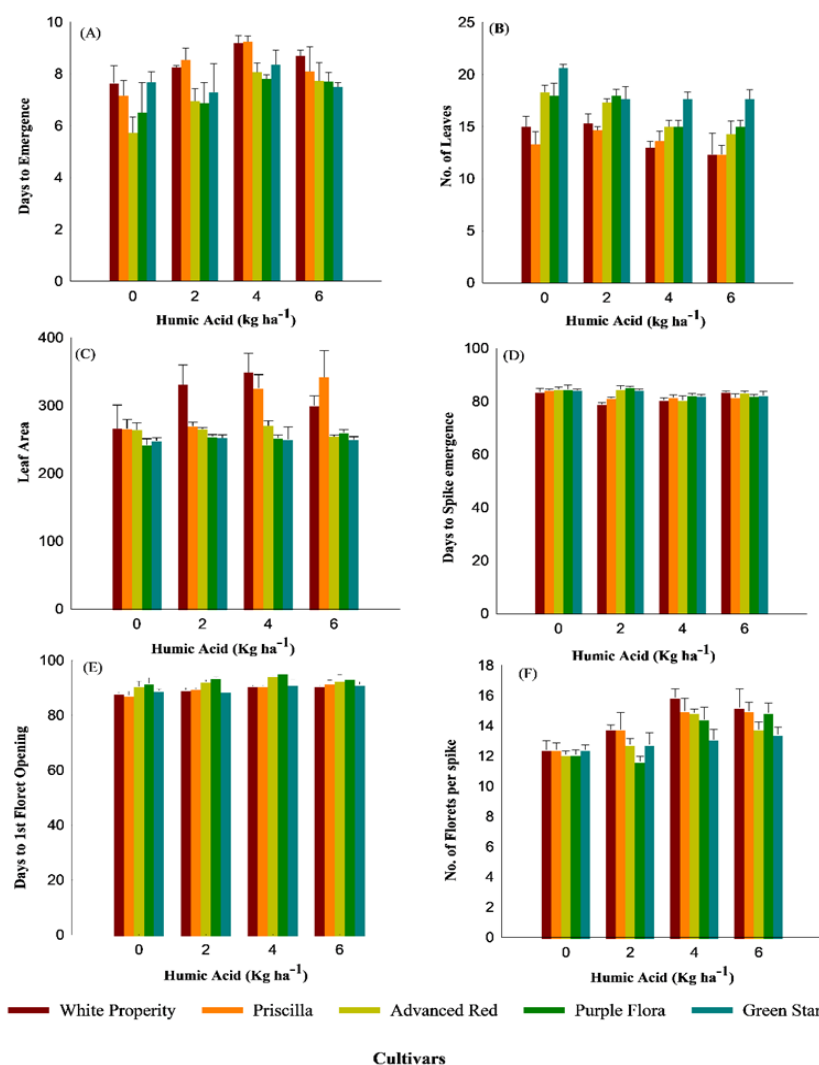 (A)
10
8
6
4
2
0
Days to Emergence
0 2 4 6
Humic Acid (kg ha-1)
(B)
25
20
15
10
5
0
No. of Leaves
0 2 4 6
Humic Acid (kg ha-1)
(C)
400
300
200
100
0
Leaf Area
0 2 4 6
Humic Acid (Kg ha-1)
(D)
100
80
60
40
20
0
Days to Spike emergence
0 2 4 6
Humic Acid (Kg ha-1)
(E)
100
80
60
40
20
0
Days to 1st Floret Opening
0 2 4 6
Humic Acid (Kg ha-1)
(F)
18
16
14
12
10
8
6
4
2
0
No. of Florets per spike
0 2 4 6
Humic Acid (Kg ha-1)
White Properity Priscilla Advanced Red Purple Flora Green Star
Cultivars